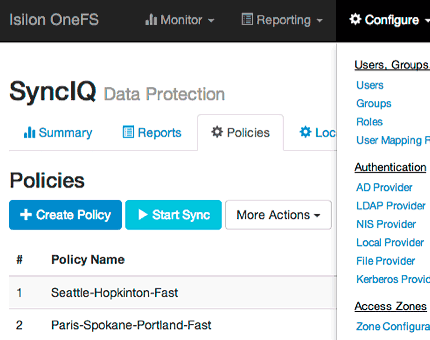 Isilon OneFS Monitor Reporting Configure
SyncIQ Data Protection
Summary Reports Policies Loc
Policies
Create Policy Start Sync More Actions
# Policy Name
1 Seattle-Hopkinton-Fast
2 Paris-Spokane-Portland-Fast
Users, Groups
Users
Groups
Roles
User Mapping R
Authentication
AD Provider
LDAP Provider
NIS Provider
Local Provider
File Provider
Kerberos Provid
Access Zones
Zone Configura